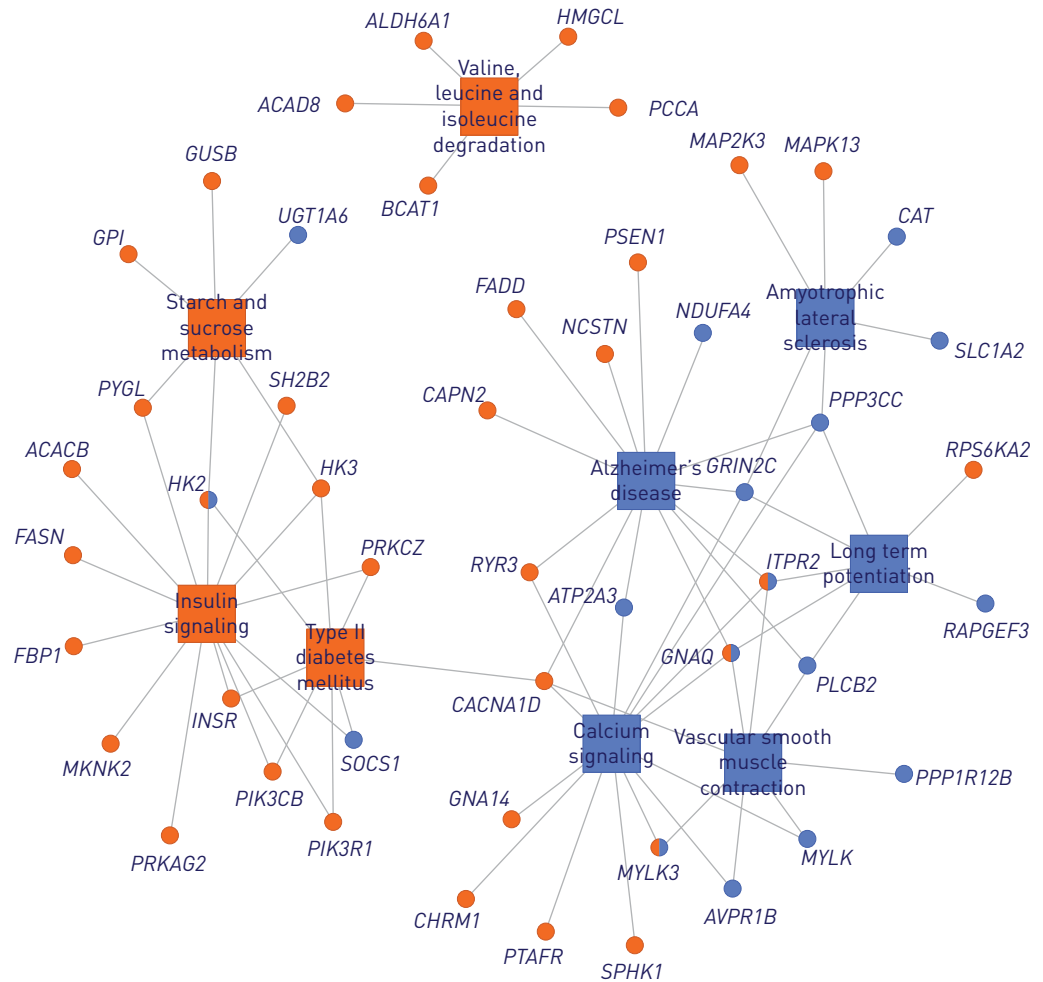 ALDH6A1
HMGCL
Valine,
leucine and
isoleucine
degradation
ACAD8
PCCA
BCAT1
MAP2K3
MAPK13
GUSB
UGT1A6
CAT
GPI
PSEN1
FADD
NDUFA4
NCSTN
Amyotrophic
lateral
sclerosis
SLC1A2
Starch and
sucrose
metabolism
SH2B2
PYGL
CAPN2
PPP3CC
ACACB
HK3
HK2
Alzheimer's
disease
GRIN2C
RPS6KA2
FASN
PRKCZ
RYR3
ATP2A3
ITPR2
Long term
potentiation
RAPGEF3
Insulin
signaling
Type II
diabetes
mellitus
FBP1
GNAQ
PLCB2
INSR
CACNA1D
MKNK2
SOCS1
Calcium
signaling
Vascular smooth
muscle
contraction
PPP1R12B
PIK3CB
GNA14
PIK3R1
PRKAG2
MYLK3
MYLK
CHRM1
AVPR1B
PTAFR
SPHK1